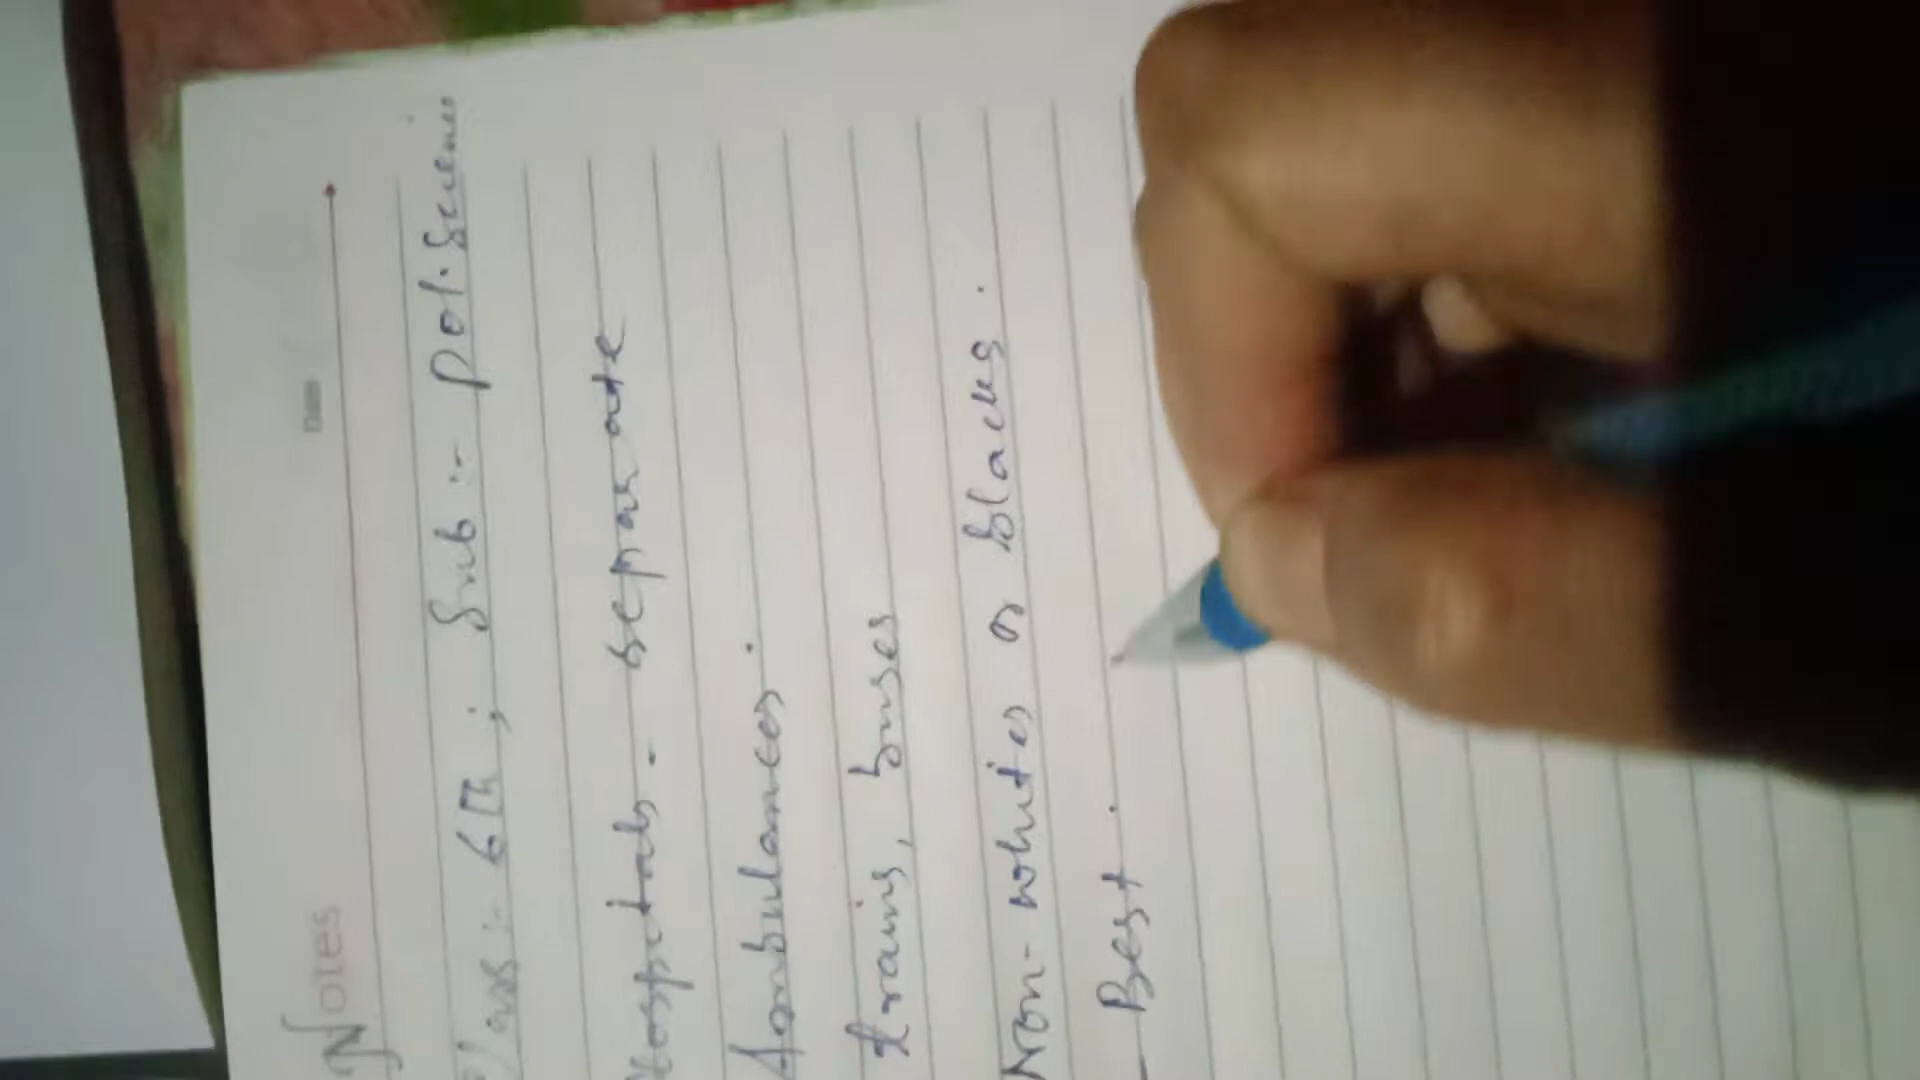 Notes
Date
Class :- 6th ; Sub :- Pol. Science
Hospitals - separate
Ambulances.
trains, buses
Non-whites or blacks.
- Best.